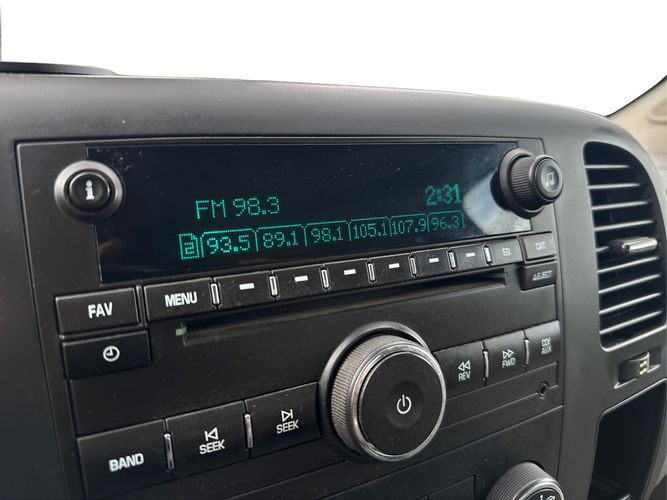 i
FM 98.3 2:31
2 93.5 89.1 98.1 105.1 107.9 96.3
FAV MENU EQ CAT
EJECT
REV FWD CD/AUX
SEEK SEEK
BAND